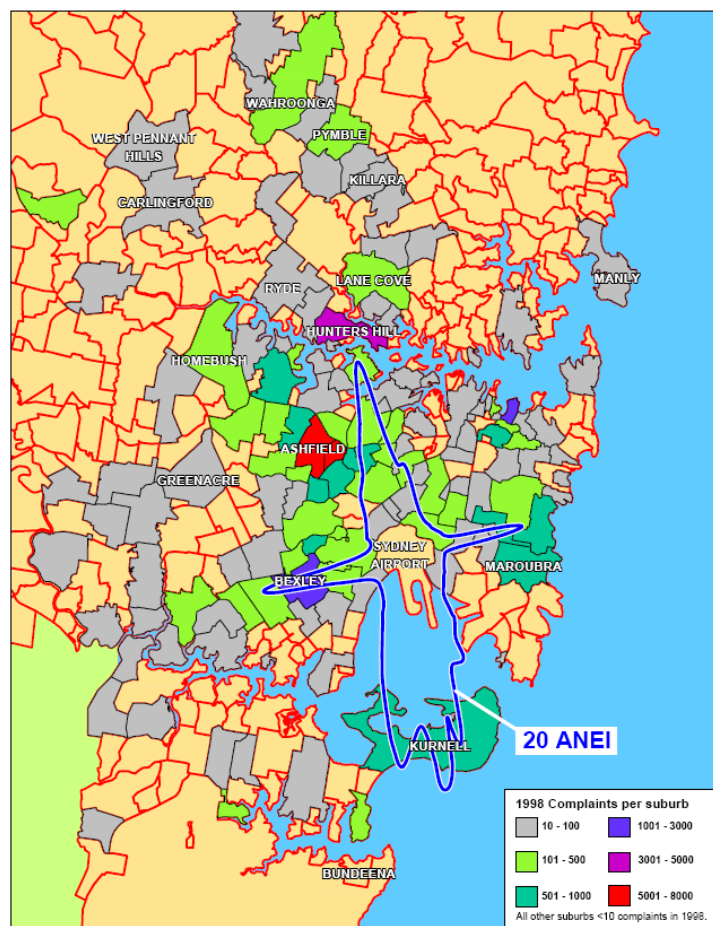 WAHROONGA
PYMBLE
WEST PENNANT
HILLS
KILLARA
CARLINGFORD
MANLY
LANE COVE
RYDE
HUNTERS HILL
HOMEBUSH
ASHFIELD
GREENACRE
SYDNEY
AIRPORT
MAROUBRA
BEXLEY
20 ANEI
KURNELL
BUNDEENA
1998 Complaints per suburb
10 - 100
1001 - 3000
101 - 500
3001 - 5000
501 - 1000
5001 - 8000
All other suburbs <10 complaints in 1998.